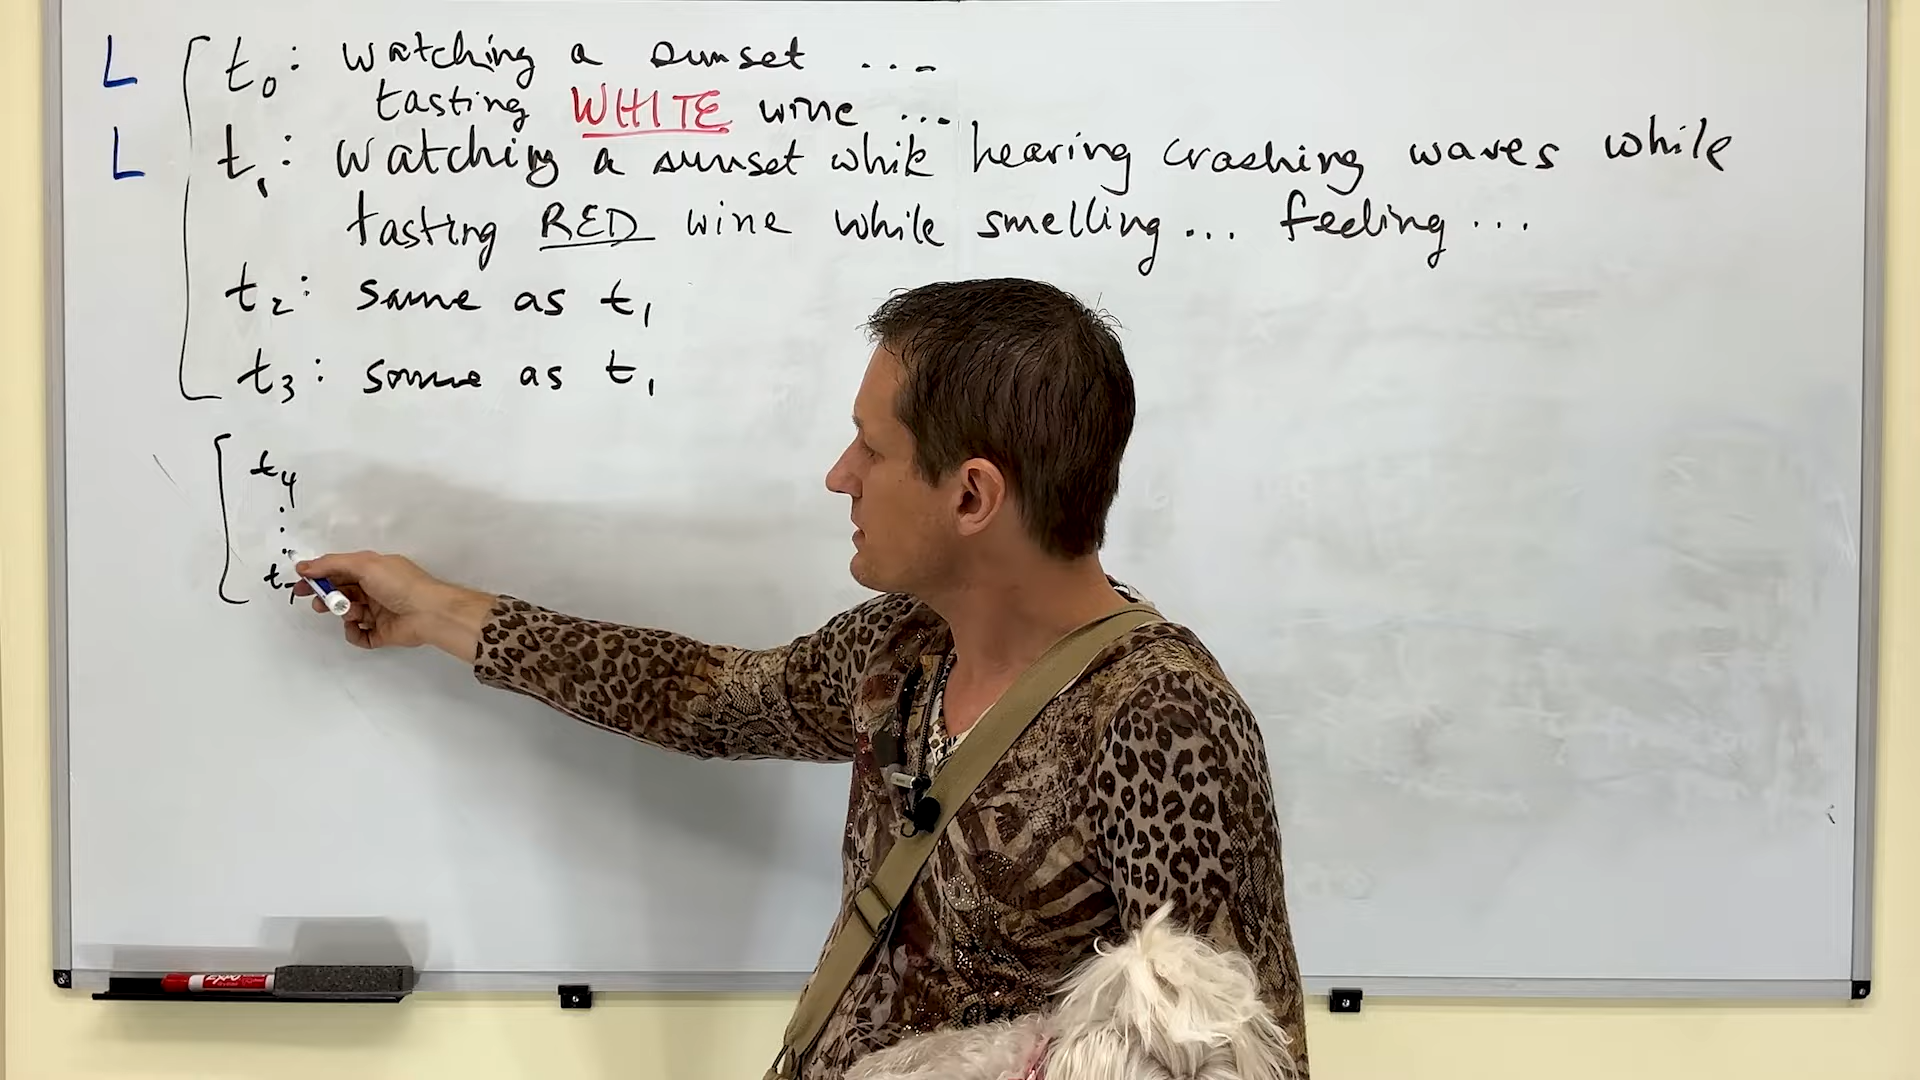 L t0: watching a sunset ....
tasting WHITE wine ...
L t1: watching a sunset while hearing crashing waves while
tasting RED wine while smelling... feeling...
t2: same as t1
t3: same as t1
t4
⋮
t7
EXPO